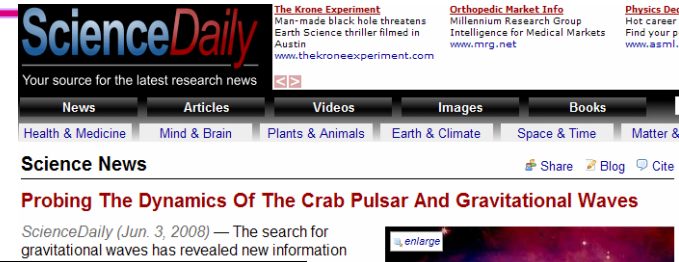 ScienceDaily
Your source for the latest research news
The Krone Experiment
Man-made black hole threatens
Earth Science thriller filmed in
Austin
www.thekroneexperiment.com
Orthopedic Market Info
Millennium Research Group
Intelligence for Medical Markets
www.mrg.net
Physics
Hot career
Find your
www.asml.
News Articles Videos Images Books
Health & Medicine Mind & Brain Plants & Animals Earth & Climate Space & Time Matter &
Science News
Share Blog Cite
Probing The Dynamics Of The Crab Pulsar And Gravitational Waves
ScienceDaily (Jun. 3, 2008) — The search for
gravitational waves has revealed new information
enlarge